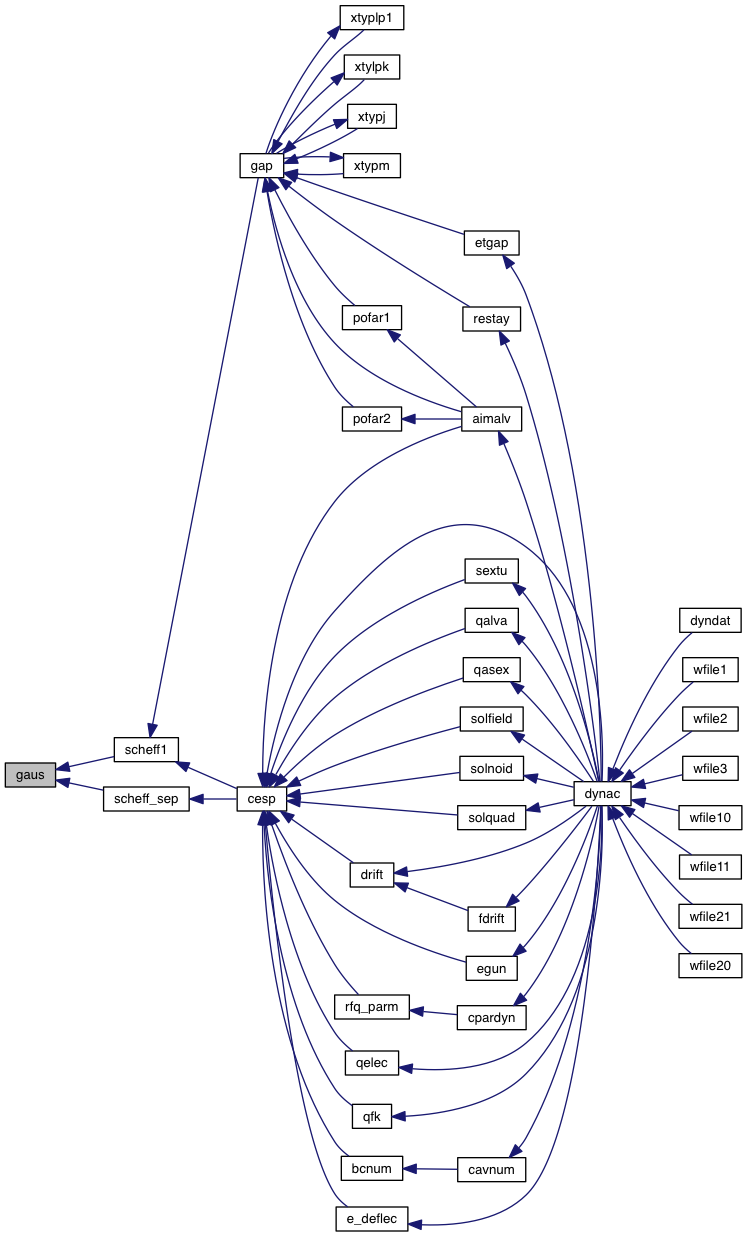 xtyplp1
xtylpk
xtypj
gap
xtypm
etgap
pofar1
restay
pofar2
aimalv
sextu
qalva
dyndat
qasex
wfile1
solfield
wfile2
scheff1
gaus
solnoid
wfile3
scheff_sep
cesp
dynac
solquad
wfile10
drift
wfile11
fdrift
wfile21
egun
wfile20
rfq_parm
cpardyn
qelec
qfk
bcnum
cavnum
e_deflec